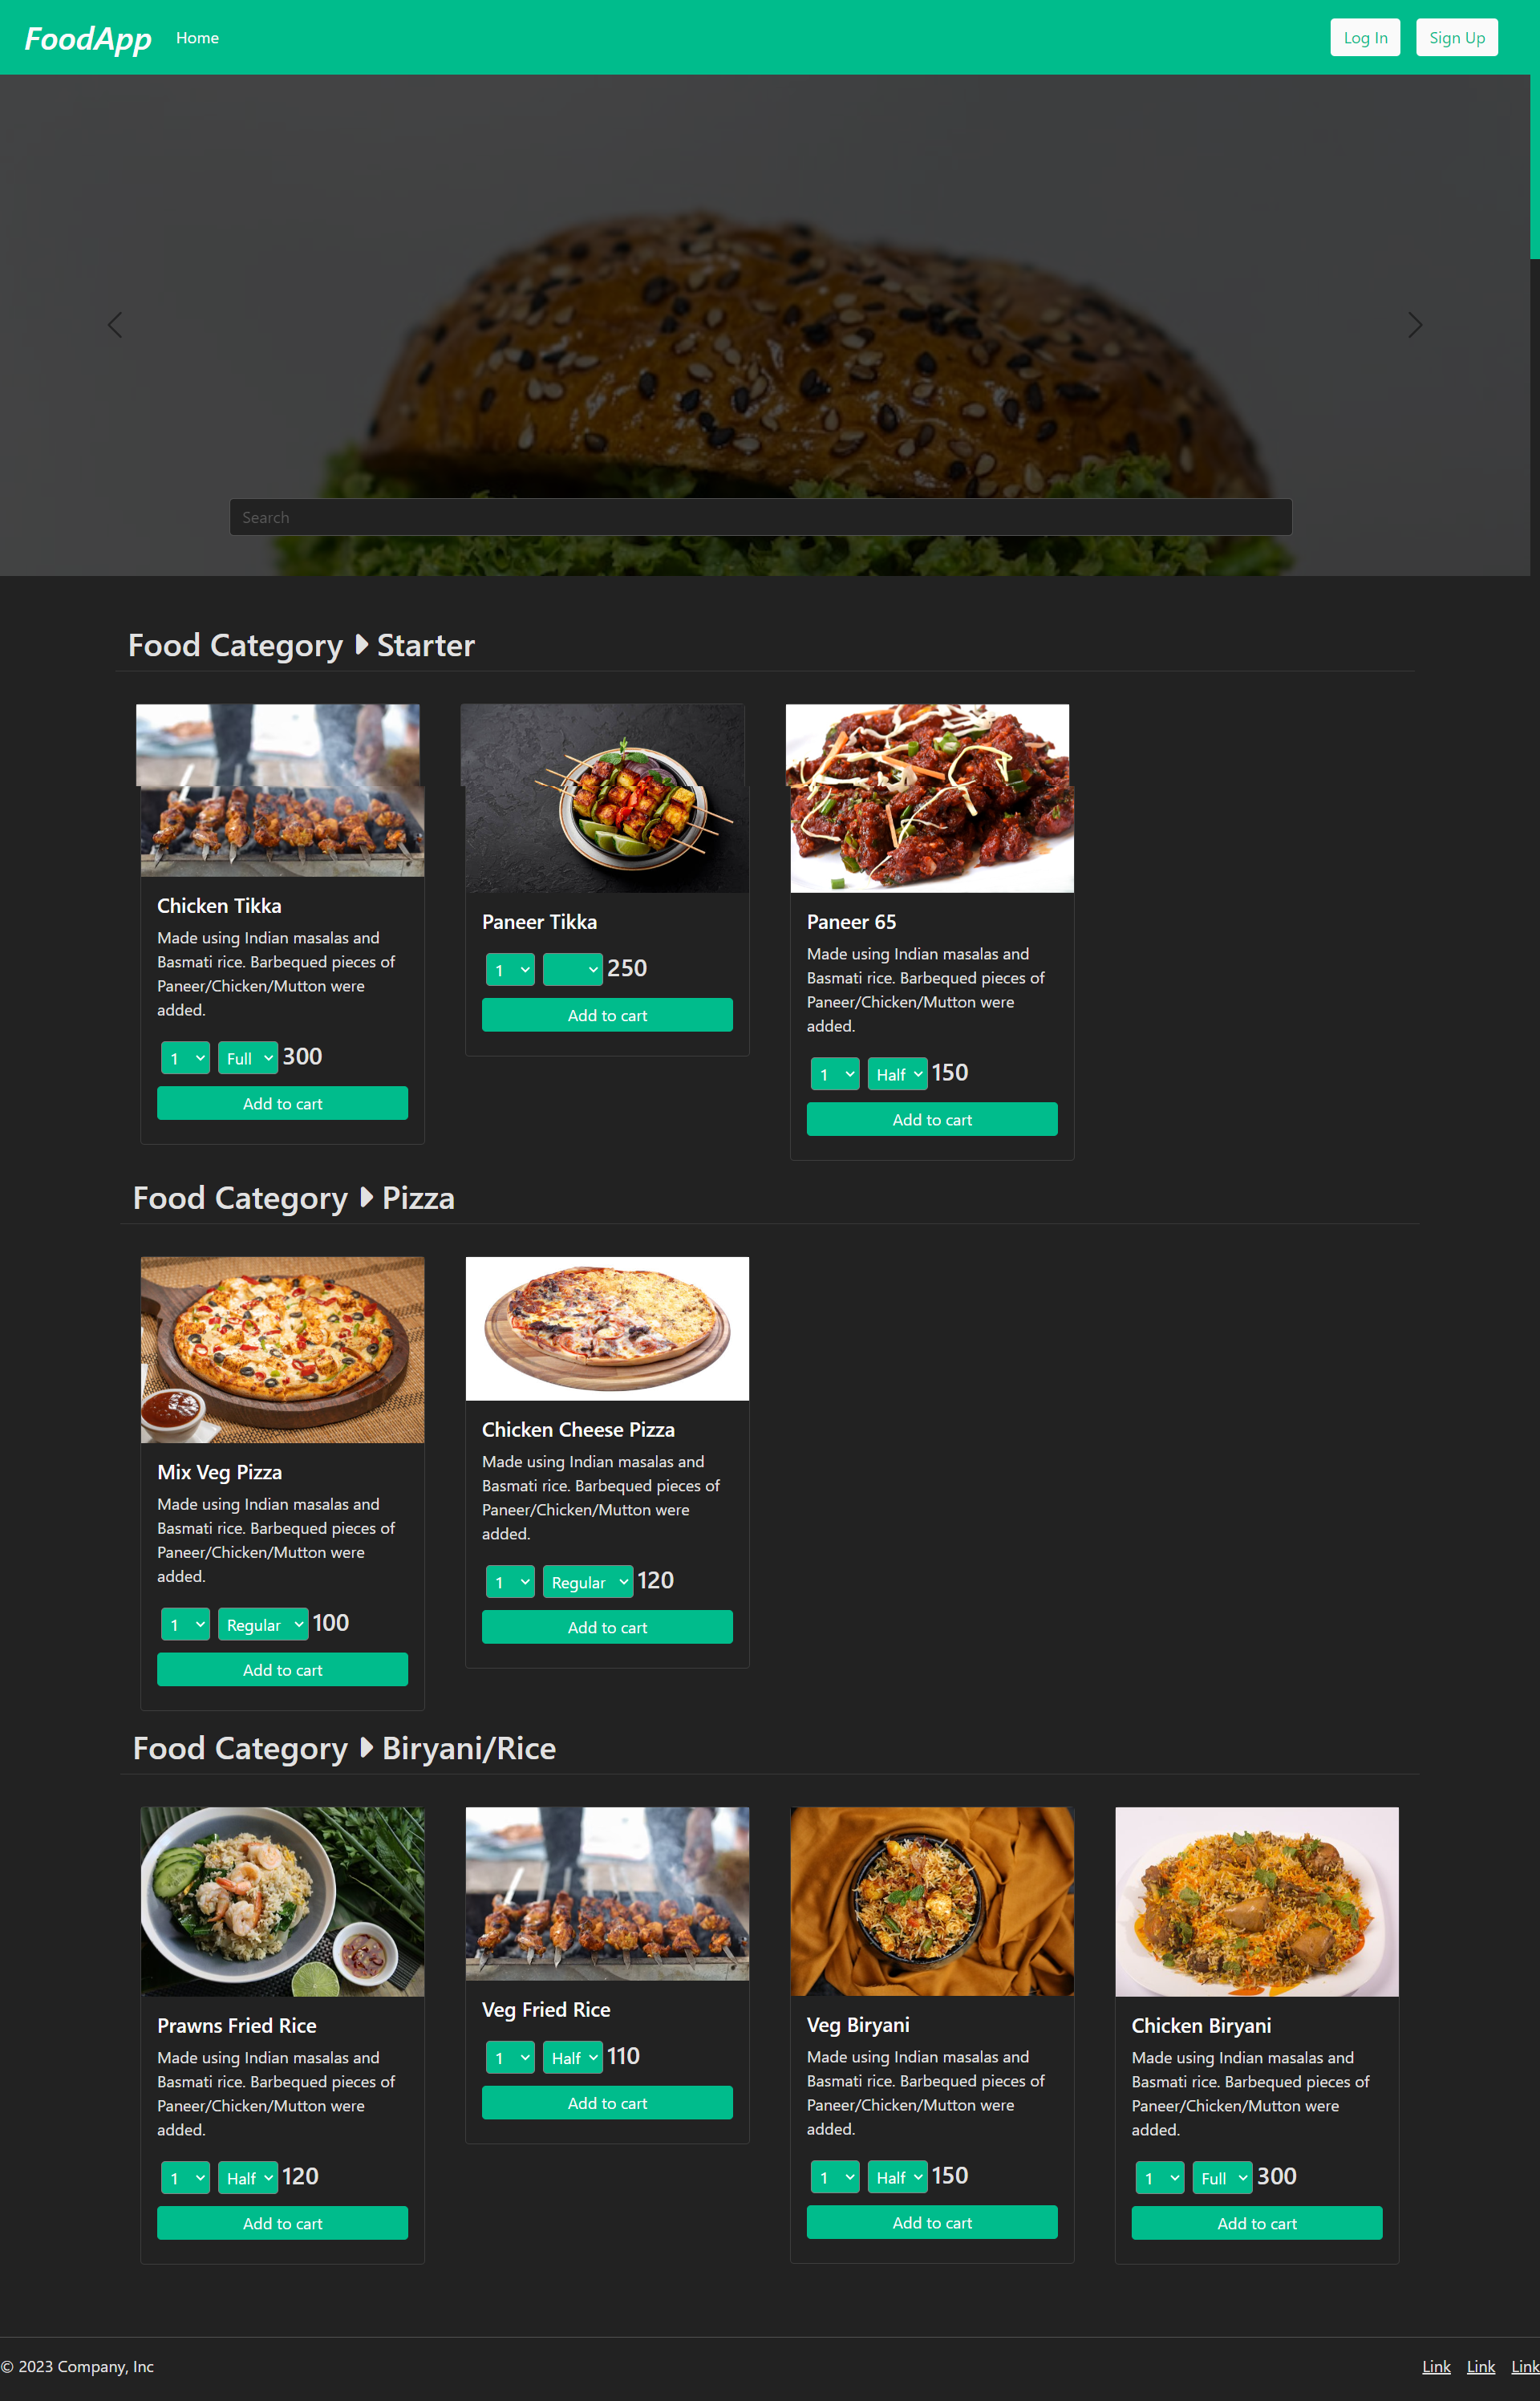 FoodApp Home Log In Sign Up
Search
Food Category Starter
Chicken Tikka
Made using Indian masalas and
Basmati rice. Barbequed pieces of
Paneer/Chicken/Mutton were
added.
1 Full 300
Add to cart
Paneer Tikka
1 250
Add to cart
Paneer 65
Made using Indian masalas and
Basmati rice. Barbequed pieces of
Paneer/Chicken/Mutton were
added.
1 Half 150
Add to cart
Food Category Pizza
Mix Veg Pizza
Made using Indian masalas and
Basmati rice. Barbequed pieces of
Paneer/Chicken/Mutton were
added.
1 Regular 100
Add to cart
Chicken Cheese Pizza
Made using Indian masalas and
Basmati rice. Barbequed pieces of
Paneer/Chicken/Mutton were
added.
1 Regular 120
Add to cart
Food Category Biryani/Rice
Prawns Fried Rice
Made using Indian masalas and
Basmati rice. Barbequed pieces of
Paneer/Chicken/Mutton were
added.
1 Half 120
Add to cart
Veg Fried Rice
1 Half 110
Add to cart
Veg Biryani
Made using Indian masalas and
Basmati rice. Barbequed pieces of
Paneer/Chicken/Mutton were
added.
1 Half 150
Add to cart
Chicken Biryani
Made using Indian masalas and
Basmati rice. Barbequed pieces of
Paneer/Chicken/Mutton were
added.
1 Full 300
Add to cart
© 2023 Company, Inc Link Link Link